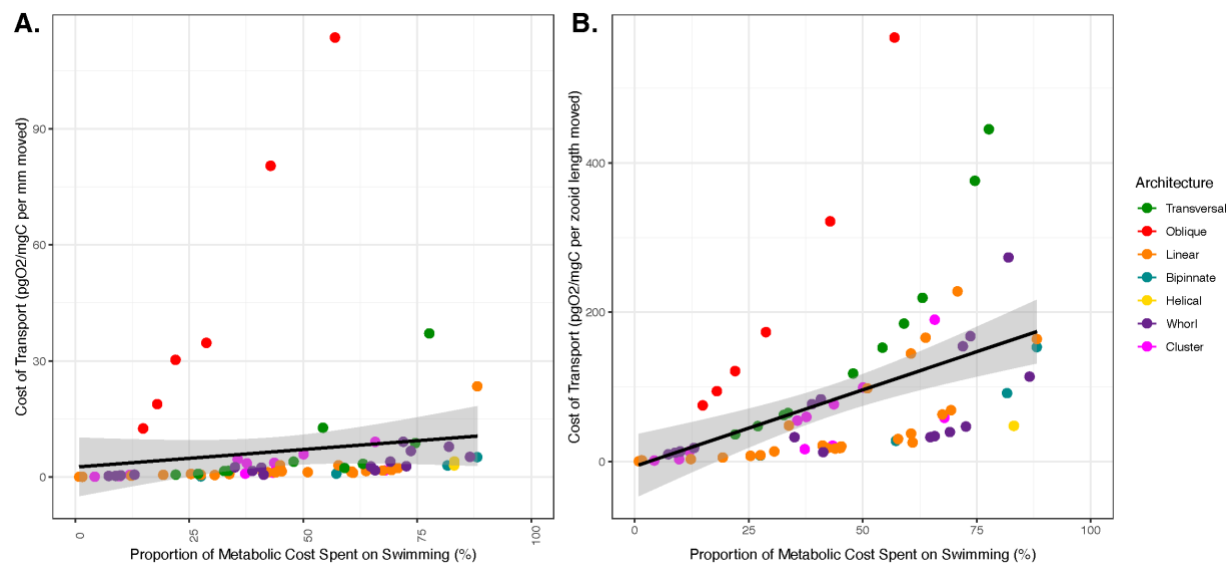 A.
Cost of Transport (pgO2/mgC per mm moved)
90
60
30
0
0
25
50
75
100
Proportion of Metabolic Cost Spent on Swimming (%)
B.
Cost of Transport (pgO2/mgC per zooid length moved)
400
200
0
0
25
50
75
100
Proportion of Metabolic Cost Spent on Swimming (%)
Architecture
Transversal
Oblique
Linear
Bipinnate
Helical
Whorl
Cluster